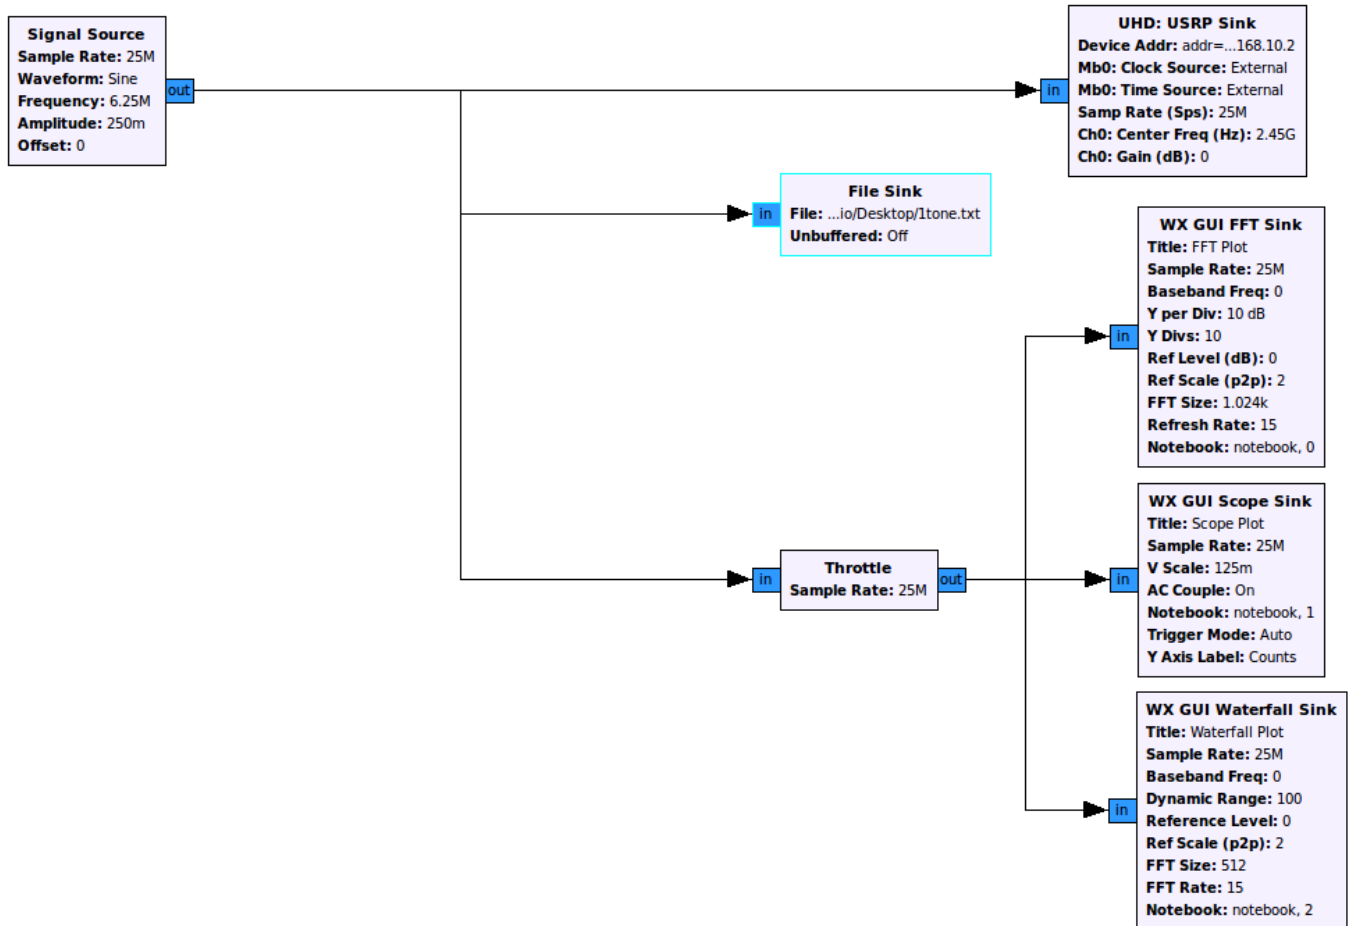 Signal Source
Sample Rate: 25M
Waveform: Sine
Frequency: 6.25M
Amplitude: 250m
Offset: 0
out
in
UHD: USRP Sink
Device Addr: addr=...168.10.2
Mb0: Clock Source: External
Mb0: Time Source: External
Samp Rate (Sps): 25M
Ch0: Center Freq (Hz): 2.45G
Ch0: Gain (dB): 0
in
File Sink
File: ...io/Desktop/1tone.txt
Unbuffered: Off
in
WX GUI FFT Sink
Title: FFT Plot
Sample Rate: 25M
Baseband Freq: 0
Y per Div: 10 dB
Y Divs: 10
Ref Level (dB): 0
Ref Scale (p2p): 2
FFT Size: 1.024k
Refresh Rate: 15
Notebook: notebook, 0
in
Throttle
Sample Rate: 25M
out
in
WX GUI Scope Sink
Title: Scope Plot
Sample Rate: 25M
V Scale: 125m
AC Couple: On
Notebook: notebook, 1
Trigger Mode: Auto
Y Axis Label: Counts
in
WX GUI Waterfall Sink
Title: Waterfall Plot
Sample Rate: 25M
Baseband Freq: 0
Dynamic Range: 100
Reference Level: 0
Ref Scale (p2p): 2
FFT Size: 512
FFT Rate: 15
Notebook: notebook, 2